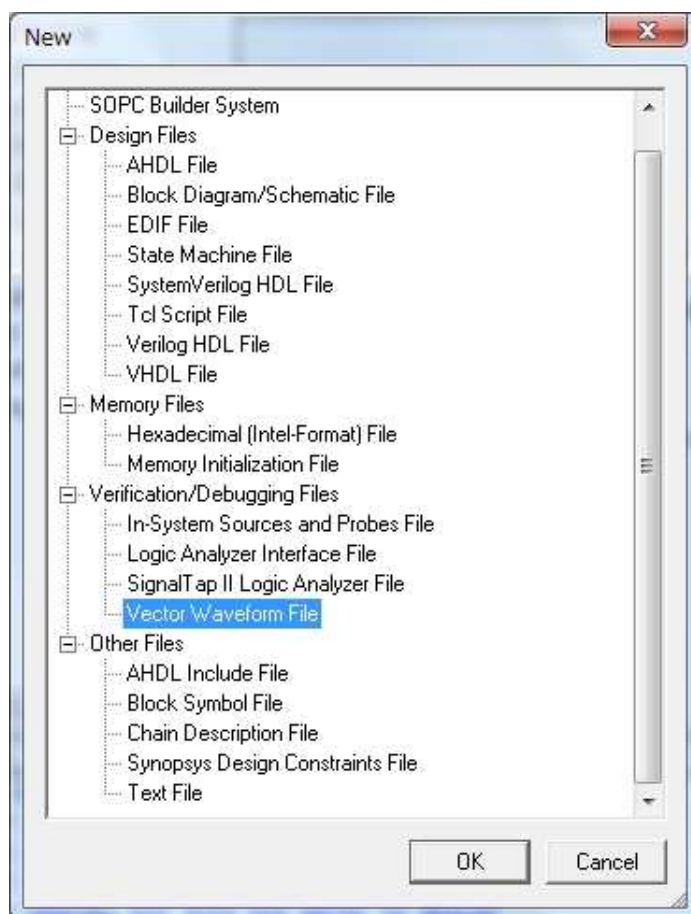 New
SOPC Builder System
Design Files
AHDL File
Block Diagram/Schematic File
EDIF File
State Machine File
SystemVerilog HDL File
Tcl Script File
Verilog HDL File
VHDL File
Memory Files
Hexadecimal (Intel-Format) File
Memory Initialization File
Verification/Debugging Files
In-System Sources and Probes File
Logic Analyzer Interface File
SignalTap II Logic Analyzer File
Vector Waveform File
Other Files
AHDL Include File
Block Symbol File
Chain Description File
Synopsys Design Constraints File
Text File
OK Cancel